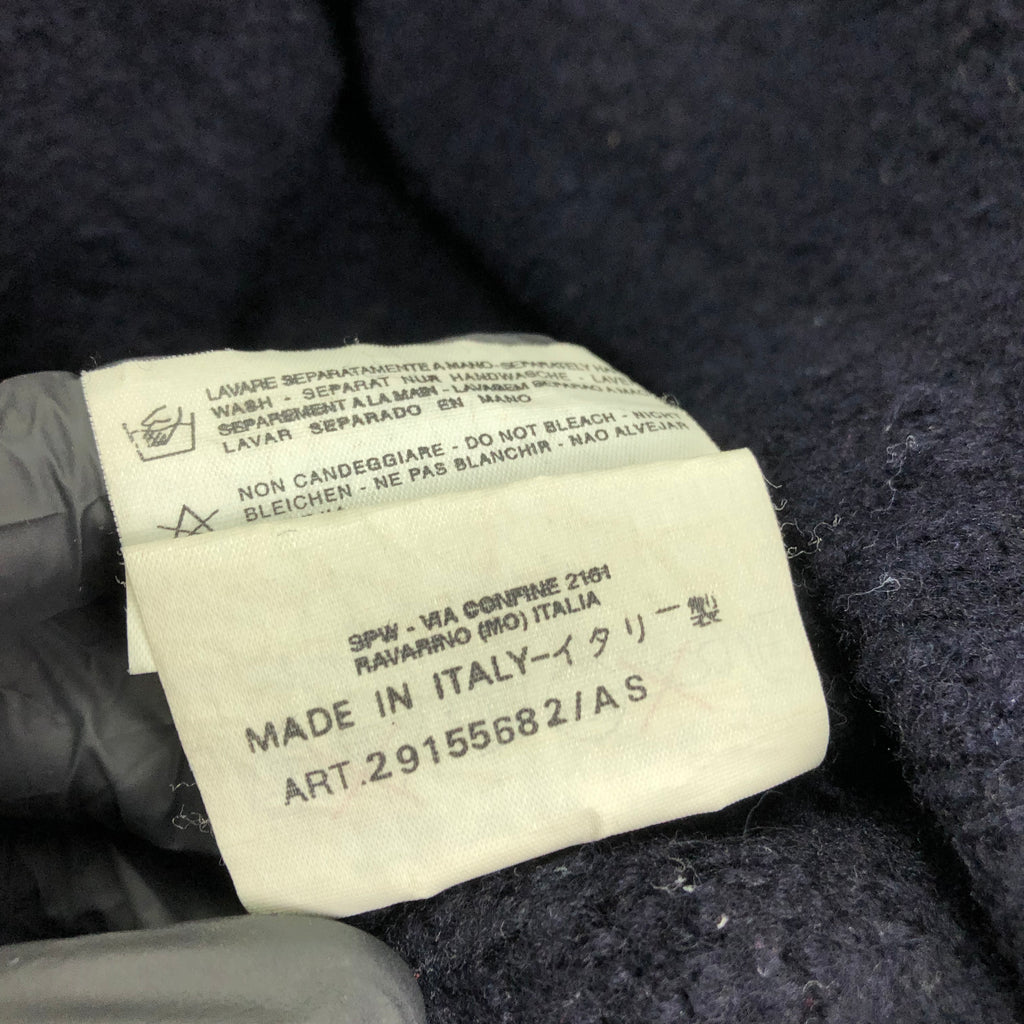 LAVARE SEPARATAMENTE A MANO - SEPARATELY
WASH - SEPARAT NUR HANDWASCHE -
SEPAREMENT A LA MAIN - LAVAGEM
LAVAR SEPARADO EN MANO
NON CANDEGGIARE - DO NOT BLEACH - NICHT
BLEICHEN - NE PAS BLANCHIR - NAO ALVEJAR
SPW - VIA CONFINE 2161
RAVARINO (MO) ITALIA
MADE IN ITALY-イタリー製
ART.29155682/AS